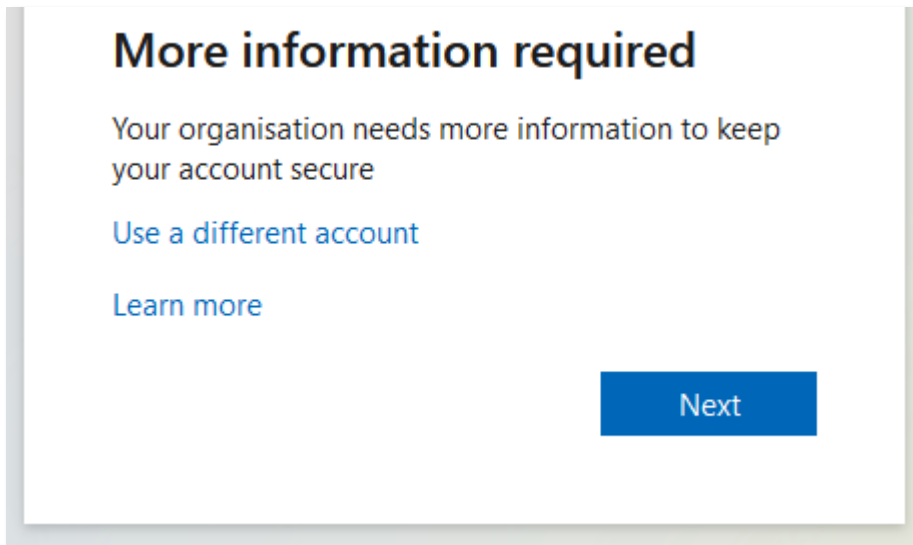 More information required
Your organisation needs more information to keep
your account secure
Use a different account
Learn more
Next